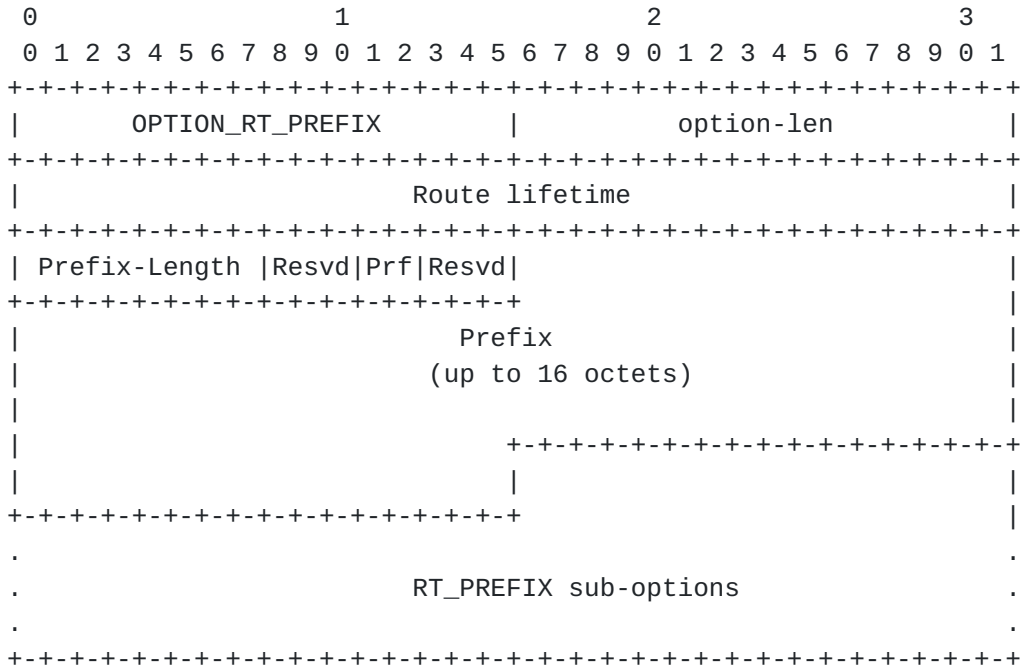 0                   1                   2                   3
 0 1 2 3 4 5 6 7 8 9 0 1 2 3 4 5 6 7 8 9 0 1 2 3 4 5 6 7 8 9 0 1
+-+-+-+-+-+-+-+-+-+-+-+-+-+-+-+-+-+-+-+-+-+-+-+-+-+-+-+-+-+-+-+-+
|       OPTION_RT_PREFIX        |          option-len           |
+-+-+-+-+-+-+-+-+-+-+-+-+-+-+-+-+-+-+-+-+-+-+-+-+-+-+-+-+-+-+-+-+
|                         Route lifetime                        |
+-+-+-+-+-+-+-+-+-+-+-+-+-+-+-+-+-+-+-+-+-+-+-+-+-+-+-+-+-+-+-+-+
| Prefix-Length |Resvd|Prf|Resvd|                               |
+-+-+-+-+-+-+-+-+-+-+-+-+-+-+-+-+                               |
|                            Prefix                             |
|                          (up to 16 octets)                    |
|                                                               |
|                               +-+-+-+-+-+-+-+-+-+-+-+-+-+-+-+-+
|                               |                               |
+-+-+-+-+-+-+-+-+-+-+-+-+-+-+-+-+                               |
.                                                               .
.                         RT_PREFIX sub-options                 .
.                                                               .
+-+-+-+-+-+-+-+-+-+-+-+-+-+-+-+-+-+-+-+-+-+-+-+-+-+-+-+-+-+-+-+-+